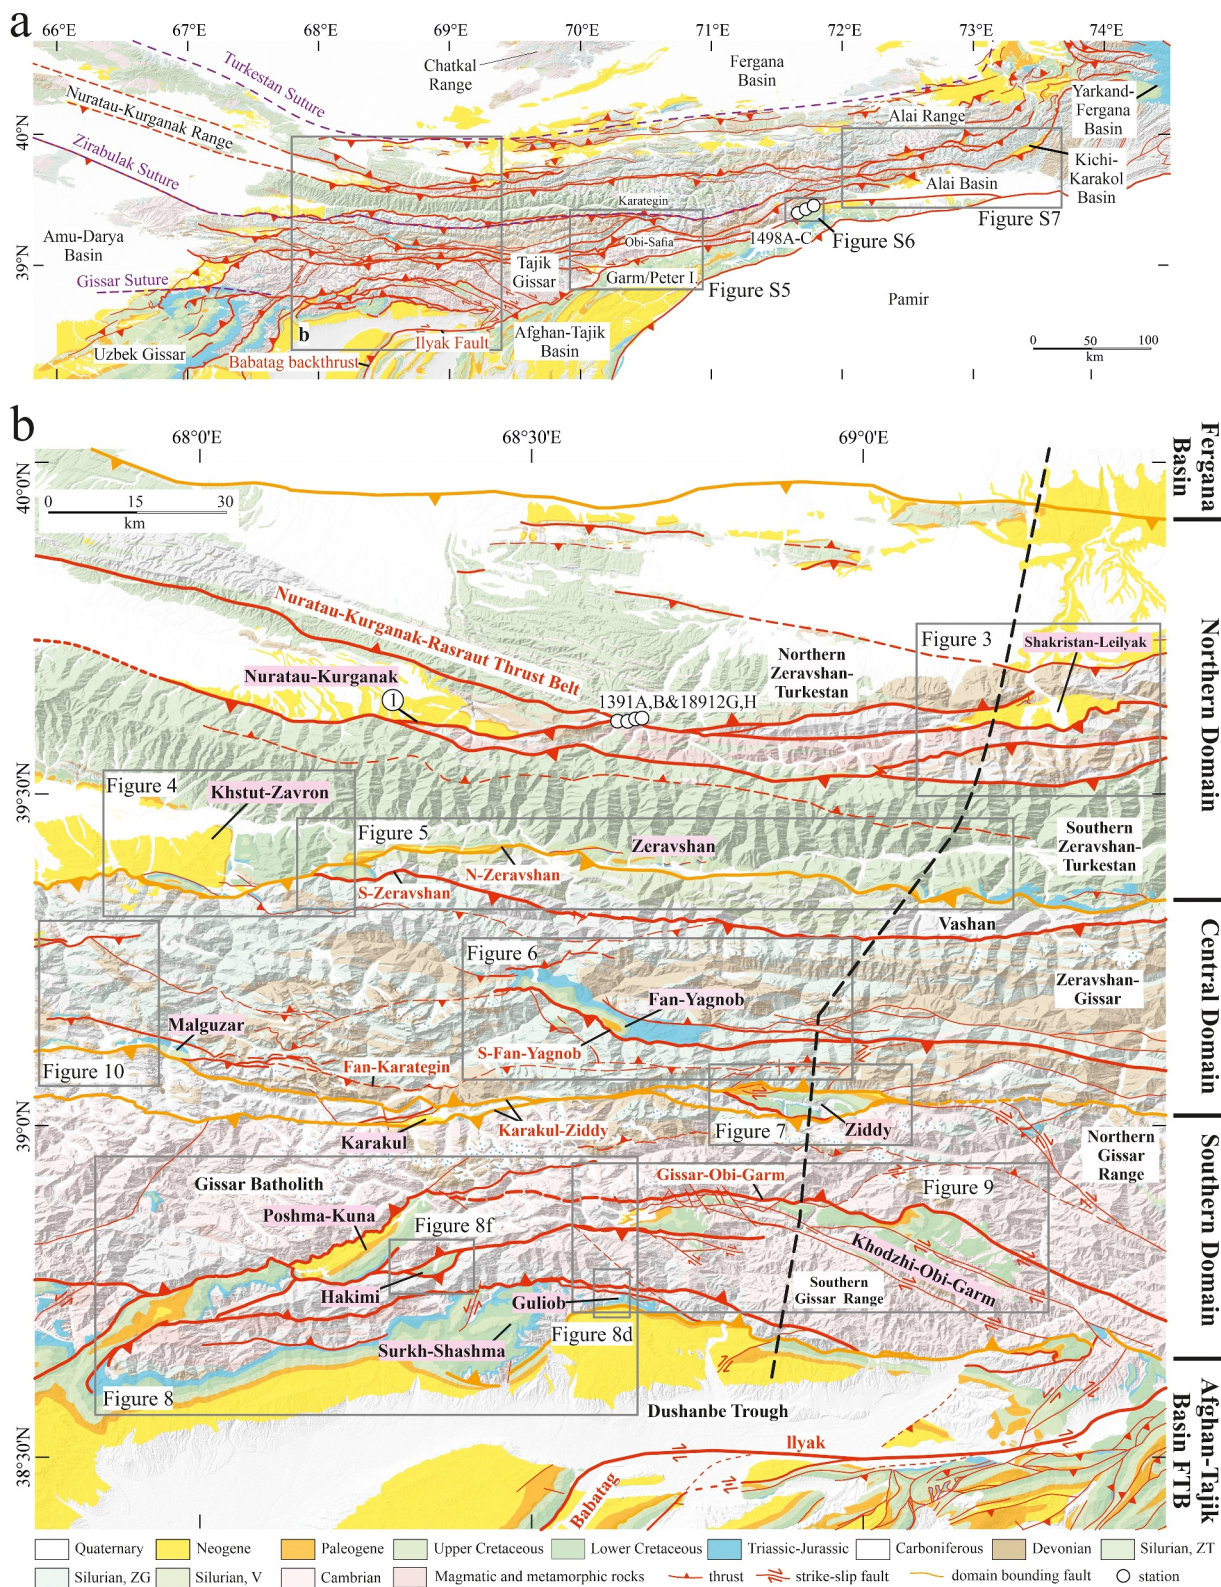 a
66°E
67°E
68°E
69°E
70°E
71°E
72°E
73°E
74°E
40°N
39°N
Turkestan Suture
Chatkal
Range
Fergana
Basin
Nuratau-Kurganak Range
Zirabulak Suture
Alai Range
Yarkand-
Fergana
Basin
Kichi-
Karakol
Basin
Alai Basin
Figure S7
Karategin
Amu-Darya
Basin
Obi-Safia
1498A-C
Figure S6
Gissar Suture
Tajik
Gissar
Garm/Peter I.
Figure S5
Pamir
b
Ilyak Fault
Afghan-Tajik
Basin
Uzbek Gissar
Babatag backthrust
0 50 100
km
b
68°0'E
68°30'E
69°0'E
40°0'N
39°30'N
39°0'N
38°30'N
0 15 30
km
Fergana
Basin
Northern Domain
Central Domain
Southern Domain
Afghan-Tajik
Basin FTB
Nuratau-Kurganak-Rasraut Thrust Belt
Figure 3
Shakristan-Leilyak
Northern
Zeravshan-
Turkestan
Nuratau-Kurganak
1
1391A,B&18912G,H
Figure 4
Khstut-Zavron
Figure 5
Zeravshan
Southern
Zeravshan-
Turkestan
N-Zeravshan
S-Zeravshan
Vashan
Figure 6
Zeravshan-
Gissar
Fan-Yagnob
Malguzar
S-Fan-Yagnob
Fan-Karategin
Figure 10
Karakul-Ziddy
Karakul
Figure 7
Ziddy
Northern
Gissar
Range
Gissar Batholith
Gissar-Obi-Garm
Figure 9
Poshma-Kuna
Figure 8f
Khodzhi-Obi-Garm
Hakimi
Guliob
Southern
Gissar Range
Figure 8d
Surkh-Shashma
Figure 8
Dushanbe Trough
Ilyak
Babatag
Quaternary
Neogene
Paleogene
Upper Cretaceous
Lower Cretaceous
Triassic-Jurassic
Carboniferous
Devonian
Silurian, ZT
Silurian, ZG
Silurian, V
Cambrian
Magmatic and metamorphic rocks
thrust
strike-slip fault
domain bounding fault
station